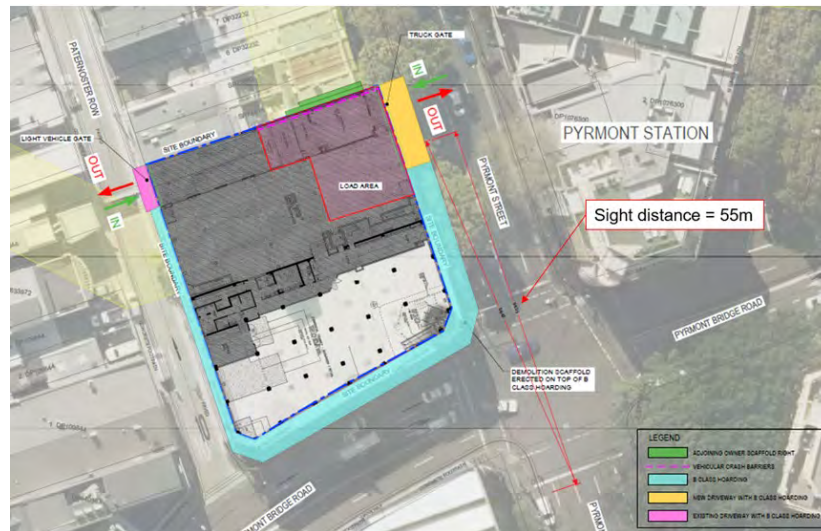 PATERNOSTER ROW
TRUCK GATE
IN
OUT
PYRMONT STATION
LIGHT VEHICLE GATE
OUT
IN
SITE BOUNDARY
LOAD AREA
PYRMONT STREET
Sight distance = 55m
SITE BOUNDARY
SITE BOUNDARY
PYRMONT BRIDGE ROAD
DEMOLITION SCAFFOLD
ERECTED ON TOP OF B
CLASS HOARDING
SITE BOUNDARY
LEGEND
ADJOINING OWNER SCAFFOLD RIGHT
VEHICULAR CRASH BARRIERS
B CLASS HOARDING
NEW DRIVEWAY WITH B CLASS HOARDING
EXISTING DRIVEWAY WITH B CLASS HOARDING
PYRMONT BRIDGE ROAD